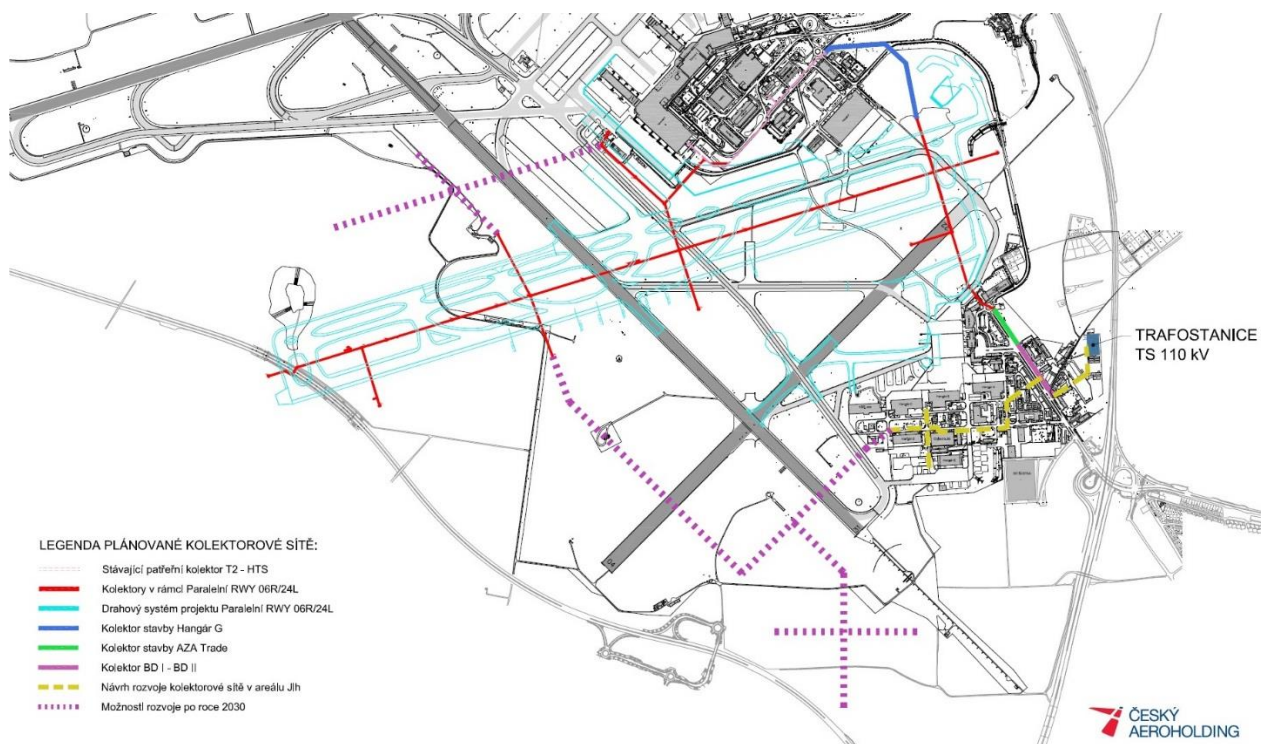 TRAFOSTANICE
TS 110 kV
04
LEGENDA PLÁNOVANÉ KOLEKTOROVÉ SÍTĚ:
Stávající patřeřní kolektor T2 - HTS
Kolektory v rámci Paralelní RWY 06R/24L
Drahový systém projektu Paralelní RWY 06R/24L
Kolektor stavby Hangár G
Kolektor stavby AZA Trade
Kolektor BD I - BD II
Návrh rozvoje kolektorové sítě v areálu JIh
Možnosti rozvoje po roce 2030
ČESKÝ
AEROHOLDING